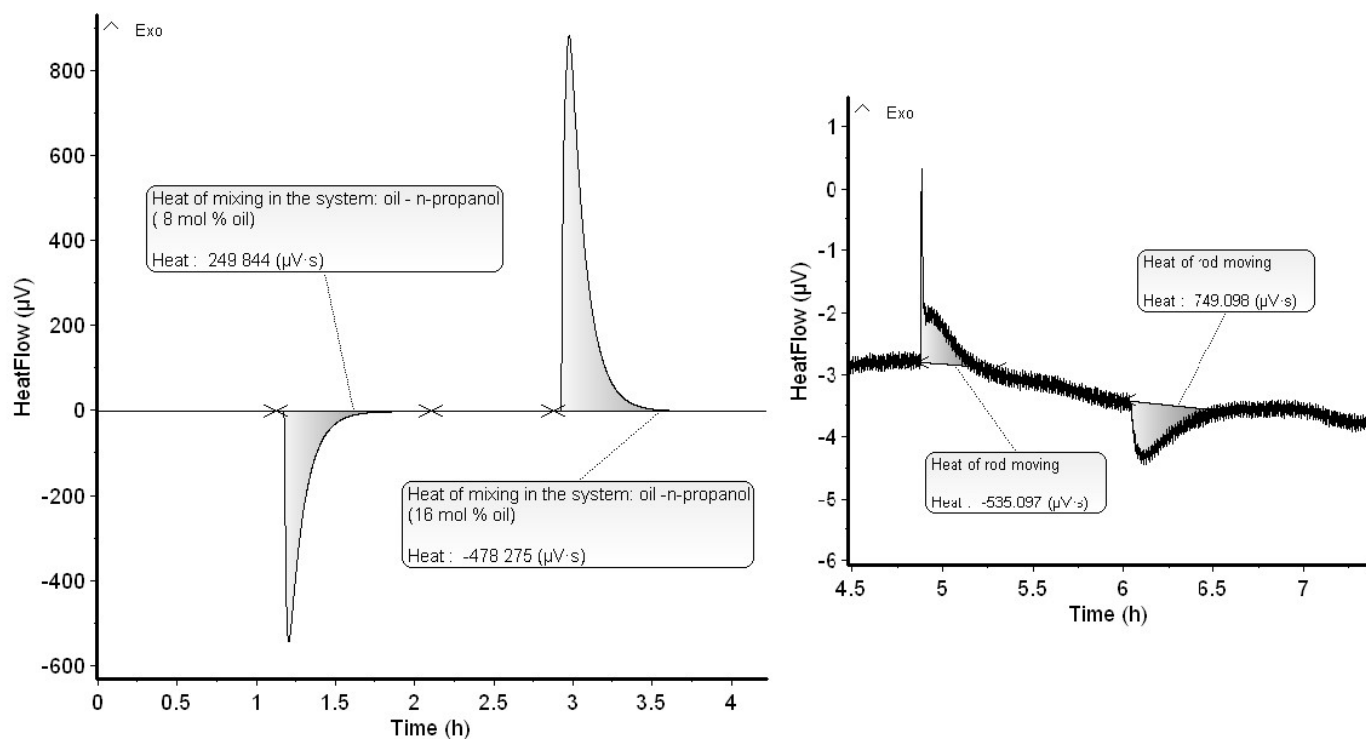 Exo
800
600
400
200
0
-200
-400
-600
HeatFlow (µV)
Heat of mixing in the system: oil - n-propanol
( 8 mol % oil)
Heat : 249 844 (µV·s)
Heat of mixing in the system: oil -n-propanol
(16 mol % oil)
Heat : -478 275 (µV·s)
0 0.5 1 1.5 2 2.5 3 3.5 4
Time (h)
Exo
1
0
-1
-2
-3
-4
-5
-6
HeatFlow (µV)
Heat of rod moving
Heat : 749.098 (µV·s)
Heat of rod moving
Heat : -535.097 (µV·s)
4.5 5 5.5 6 6.5 7
Time (h)